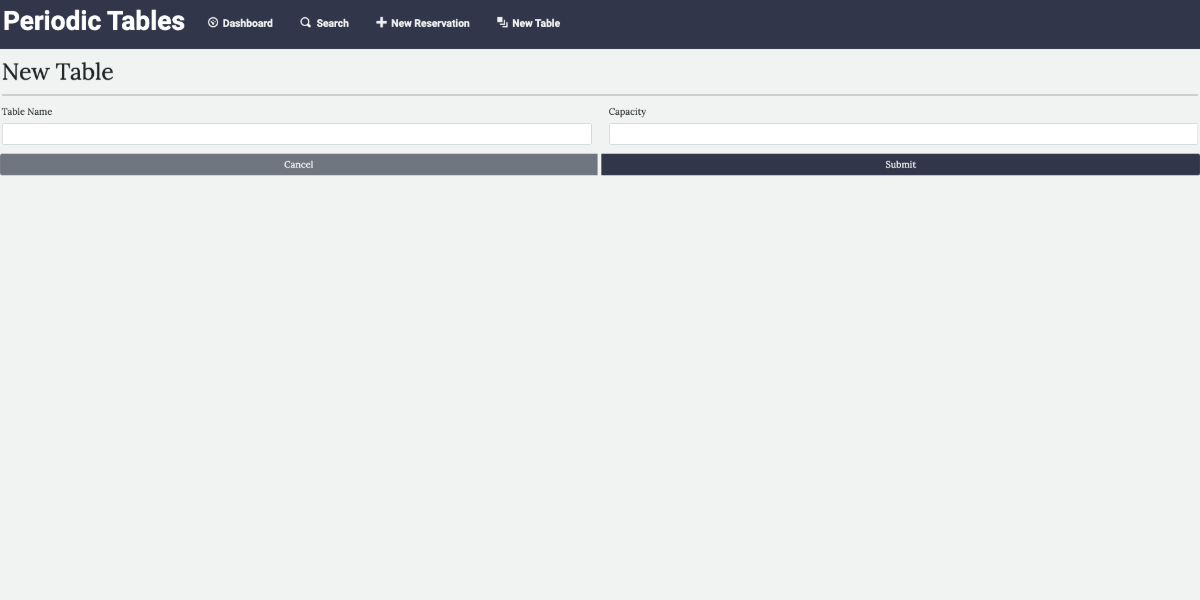 Periodic Tables Dashboard Search New Reservation New Table
New Table
Table Name Capacity
Cancel Submit